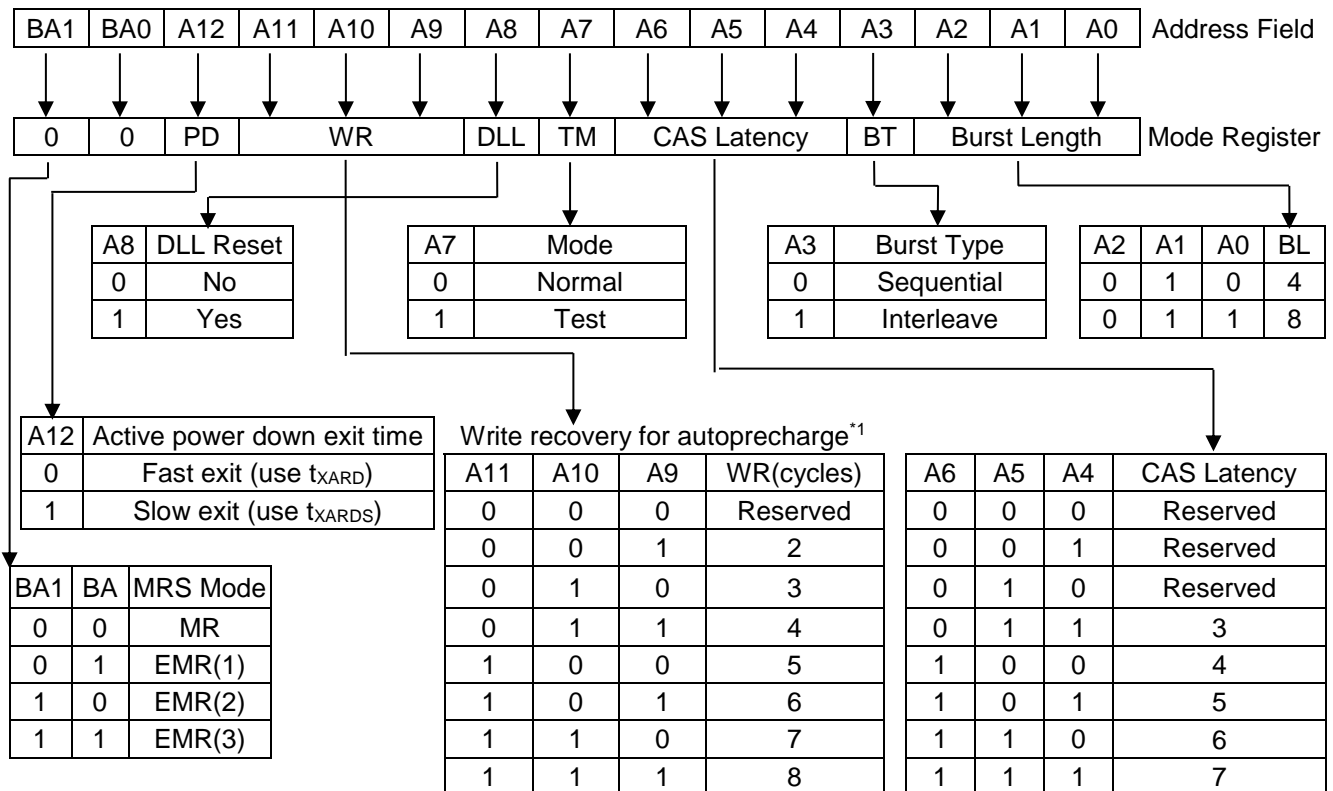 BA1 BA0 A12 A11 A10 A9 A8 A7 A6 A5 A4 A3 A2 A1 A0 Address Field
0 0 PD WR DLL TM CAS Latency BT Burst Length Mode Register
A8 DLL Reset
0 No
1 Yes
A7 Mode
0 Normal
1 Test
A3 Burst Type
0 Sequential
1 Interleave
A2 A1 A0 BL
0 1 0 4
0 1 1 8
A12 Active power down exit time
0 Fast exit (use tXARD)
1 Slow exit (use tXARDS)
BA1 BA MRS Mode
0 0 MR
0 1 EMR(1)
1 0 EMR(2)
1 1 EMR(3)
Write recovery for autoprecharge*1
A11 A10 A9 WR(cycles)
0 0 0 Reserved
0 0 1 2
0 1 0 3
0 1 1 4
1 0 0 5
1 0 1 6
1 1 0 7
1 1 1 8
A6 A5 A4 CAS Latency
0 0 0 Reserved
0 0 1 Reserved
0 1 0 Reserved
0 1 1 3
1 0 0 4
1 0 1 5
1 1 0 6
1 1 1 7